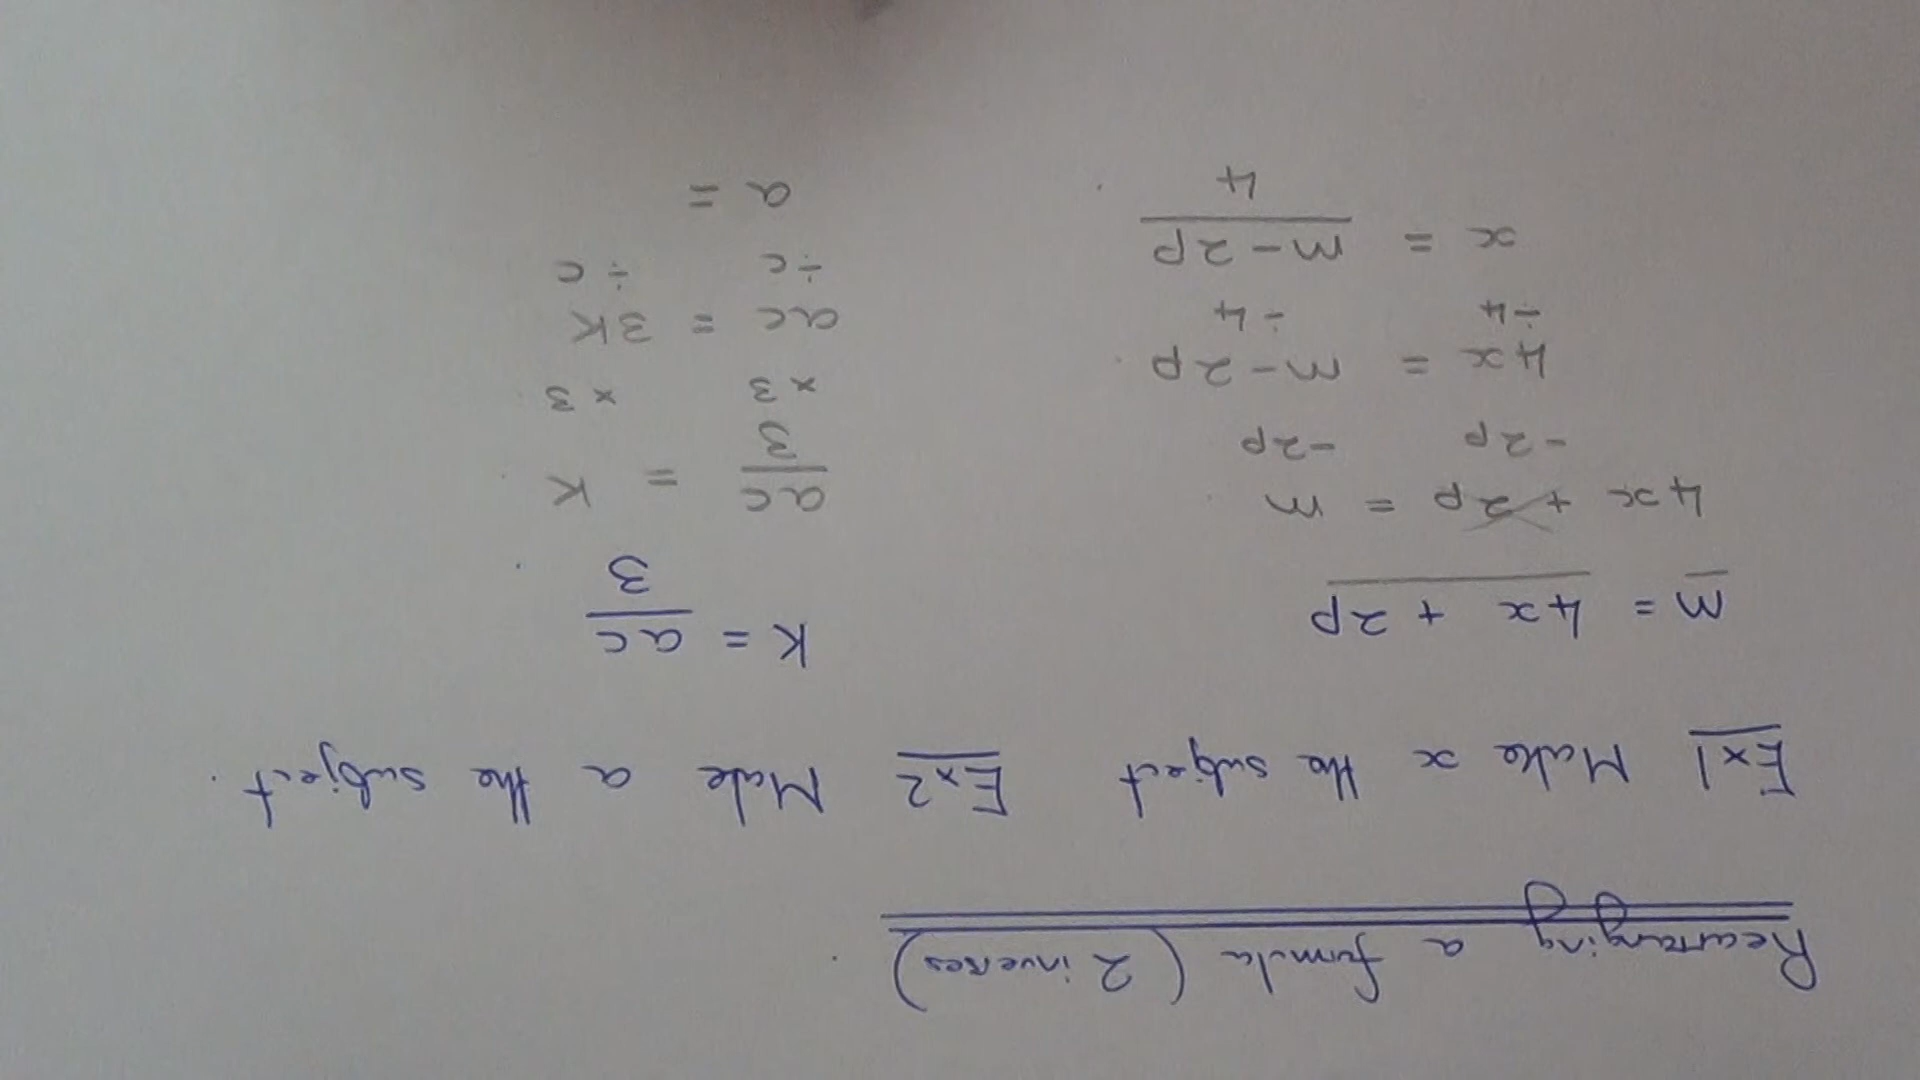 Rearranging a formula (2 inverses)
Ex1 Make x the subject
m = 4x + 2p
4x + 2p = m
-2p -2p
4x = m - 2p
÷4 ÷4
x = m - 2p
4
Ex2 Make a the subject.
K = ac
3
ac = K
3
×3 ×3
ac = 3K
÷c ÷c
a =